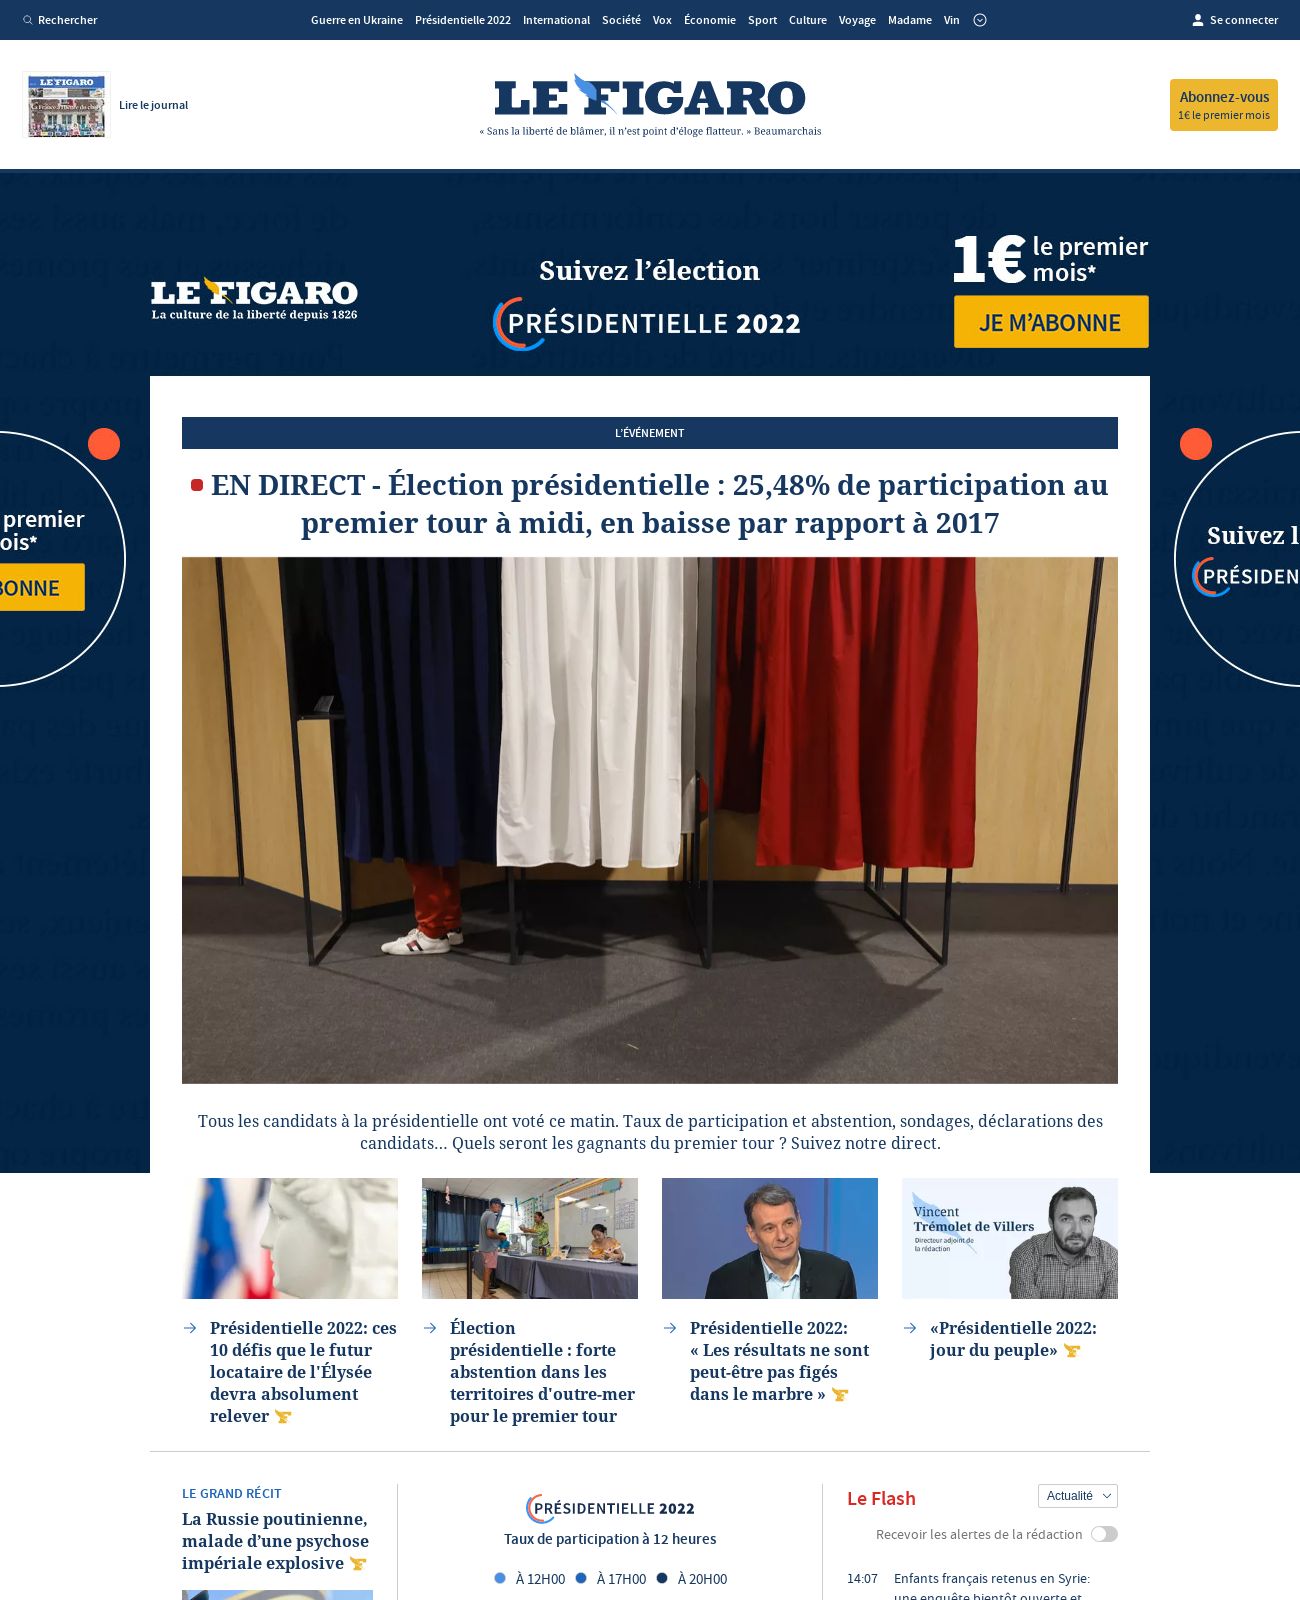 Rechercher
Guerre en Ukraine Présidentielle 2022 International Société Vox Économie Sport Culture Voyage Madame Vin
Se connecter
LE FIGARO
Lire le journal
LE FIGARO
« Sans la liberté de blâmer, il n’est point d’éloge flatteur. » Beaumarchais
Abonnez-vous
1€ le premier mois
LE FIGARO
La culture de la liberté depuis 1826
Suivez l’élection
PRÉSIDENTIELLE 2022
1€ le premier
mois*
JE M’ABONNE
premier
ois*
BONNE
Suivez l
PRÉSIDEN
L’ÉVÉNEMENT
EN DIRECT - Élection présidentielle : 25,48% de participation au
premier tour à midi, en baisse par rapport à 2017
Tous les candidats à la présidentielle ont voté ce matin. Taux de participation et abstention, sondages, déclarations des
candidats… Quels seront les gagnants du premier tour ? Suivez notre direct.
Vincent
Trémolet de Villers
Directeur adjoint de
la rédaction
Présidentielle 2022: ces
10 défis que le futur
locataire de l'Élysée
devra absolument
relever
Élection
présidentielle : forte
abstention dans les
territoires d'outre-mer
pour le premier tour
Présidentielle 2022:
« Les résultats ne sont
peut-être pas figés
dans le marbre »
«Présidentielle 2022:
jour du peuple»
LE GRAND RÉCIT
La Russie poutinienne,
malade d’une psychose
impériale explosive
PRÉSIDENTIELLE 2022
Taux de participation à 12 heures
À 12H00 À 17H00 À 20H00
Le Flash
Actualité
Recevoir les alertes de la rédaction
14:07 Enfants français retenus en Syrie:
une enquête bientôt ouverte et